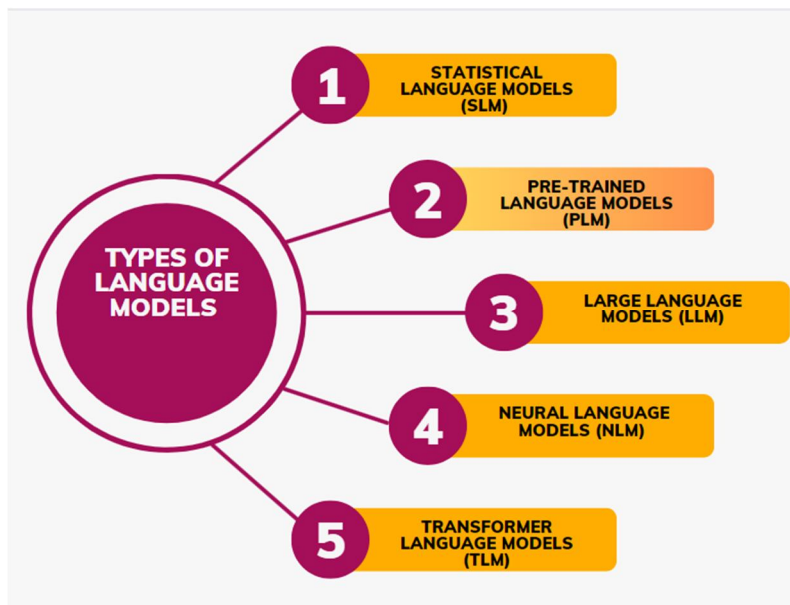 TYPES OF
LANGUAGE
MODELS
1
STATISTICAL
LANGUAGE MODELS
(SLM)
2
PRE-TRAINED
LANGUAGE MODELS
(PLM)
3
LARGE LANGUAGE
MODELS (LLM)
4
NEURAL LANGUAGE
MODELS (NLM)
5
TRANSFORMER
LANGUAGE MODELS
(TLM)